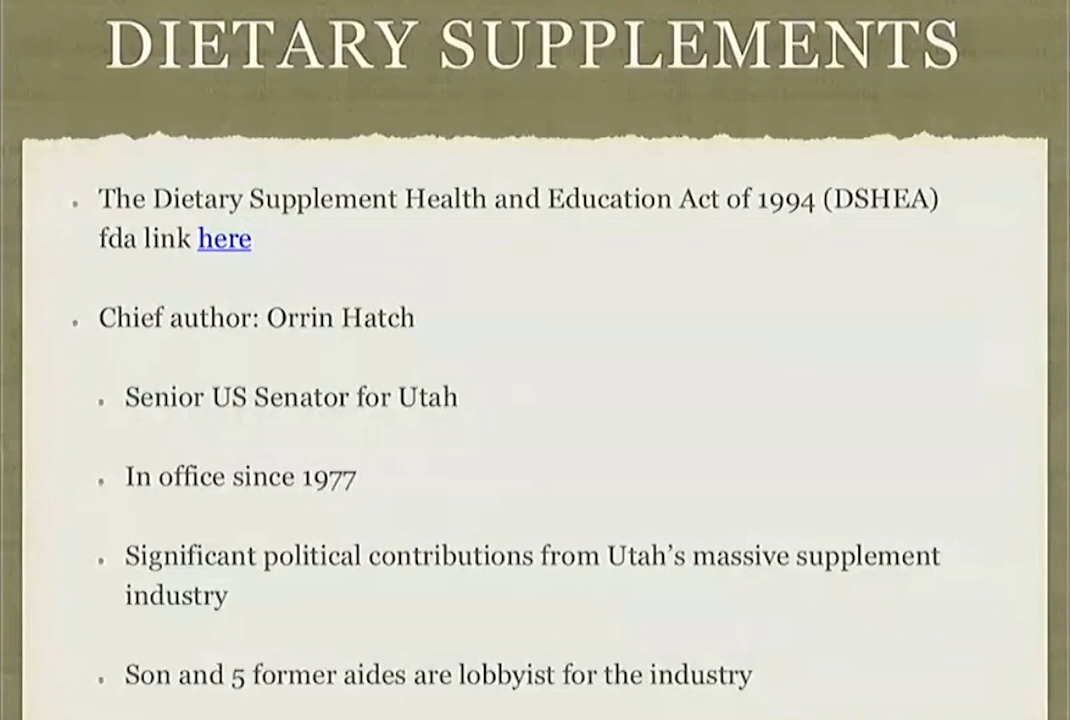 DIETARY SUPPLEMENTS
The Dietary Supplement Health and Education Act of 1994 (DSHEA)
fda link here
Chief author: Orrin Hatch
Senior US Senator for Utah
In office since 1977
Significant political contributions from Utah's massive supplement
industry
Son and 5 former aides are lobbyist for the industry